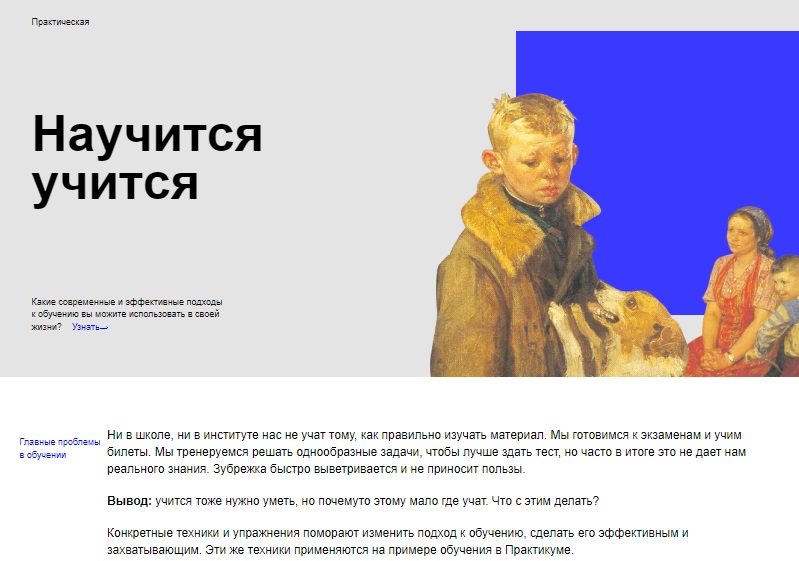 Практическая
Научится
учится
Какие современные и эффективные подходы
к обучению вы можете использовать в своей
жизни? Узнать→
Главные проблемы
в обучении
Ни в школе, ни в институте нас не учат тому, как правильно изучать материал. Мы готовимся к экзаменам и учим
билеты. Мы тренируемся решать однообразные задачи, чтобы лучше здать тест, но часто в итоге это не дает нам
реального знания. Зубрежка быстро выветривается и не приносит пользы.
Вывод: учится тоже нужно уметь, но почемуто этому мало где учат. Что с этим делать?
Конкретные техники и упражнения поморают изменить подход к обучению, сделать его эффективным и
захватывающим. Эти же техники применяются на примере обучения в Практикуме.